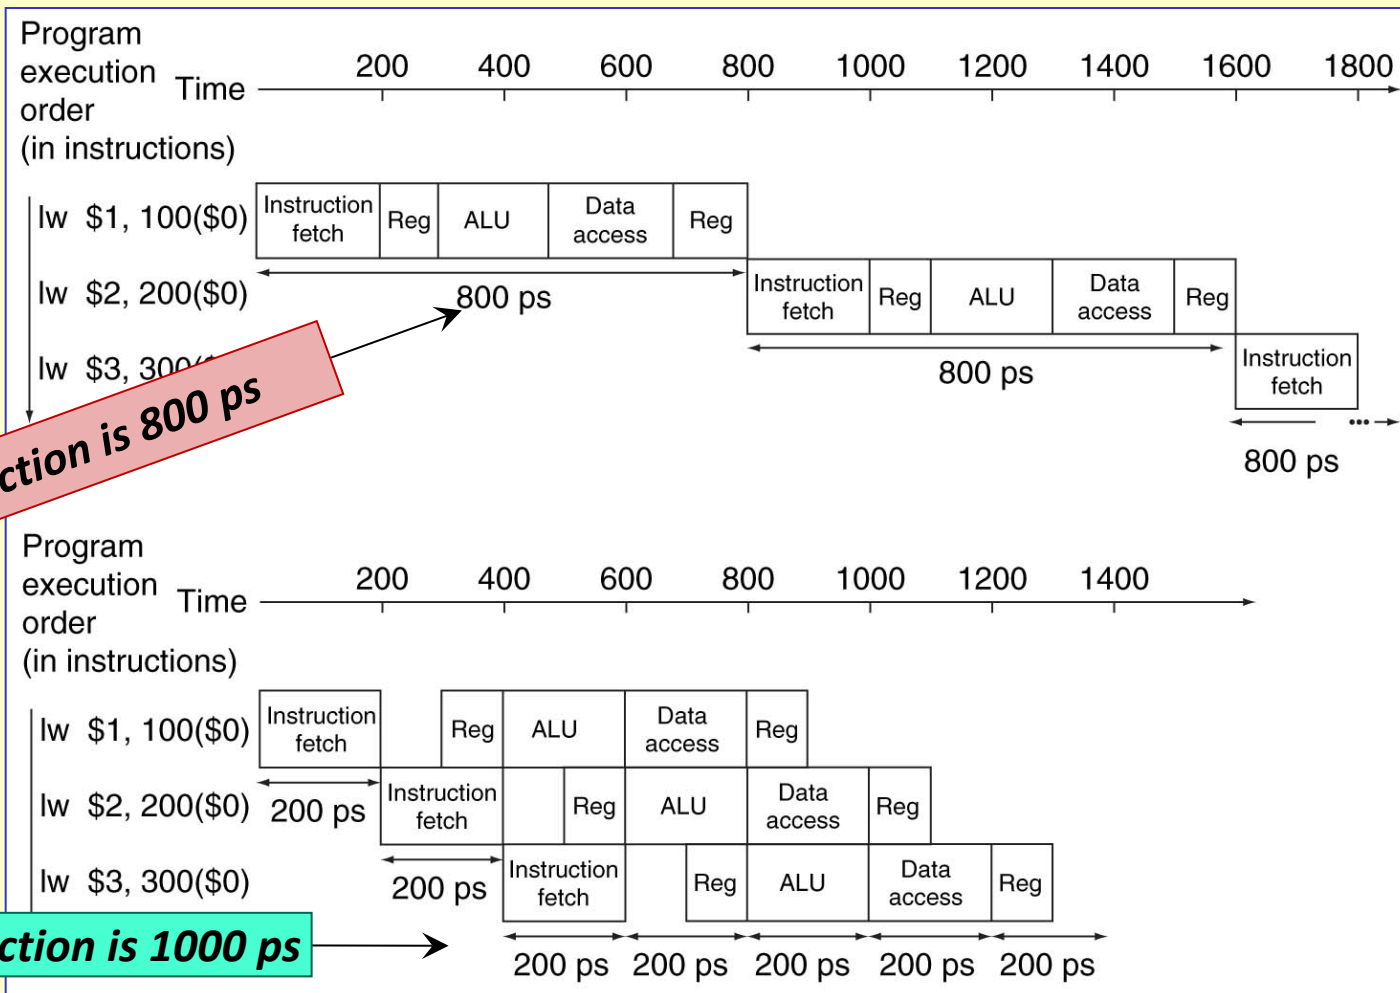 Program
execution
order
(in instructions)
Time
200 400 600 800 1000 1200 1400 1600 1800
lw $1, 100($0)
Instruction
fetch
Reg
ALU
Data
access
Reg
800 ps
lw $2, 200($0)
Instruction
fetch
Reg
ALU
Data
access
Reg
800 ps
lw $3, 300(
Instruction
fetch
800 ps
...
ction is 800 ps
Program
execution
order
(in instructions)
Time
200 400 600 800 1000 1200 1400
lw $1, 100($0)
Instruction
fetch
Reg
ALU
Data
access
Reg
200 ps
lw $2, 200($0)
Instruction
fetch
Reg
ALU
Data
access
Reg
200 ps
lw $3, 300($0)
Instruction
fetch
Reg
ALU
Data
access
Reg
ction is 1000 ps
200 ps 200 ps 200 ps 200 ps 200 ps